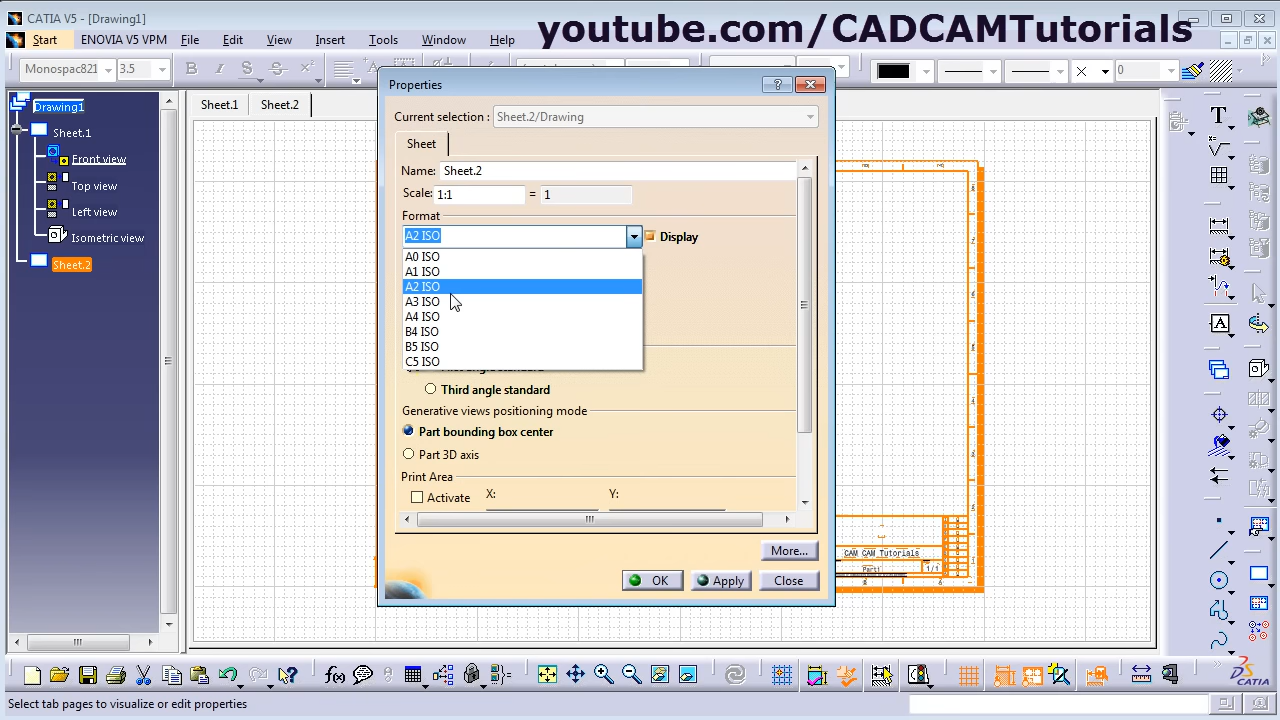 CATIA V5 - [Drawing1]
youtube.com/CADCAMTutorials
Start ENOVIA V5 VPM File Edit View Insert Tools Window Help
Monospac821 3.5 B I S S 0
Properties
Drawing1
Sheet.1 Sheet.2
Current selection : Sheet.2/Drawing
Sheet.1
Sheet
Front view
Name: Sheet.2
Top view
Scale: 1:1 = 1
Left view
Format
Isometric view
A2 ISO Display
Sheet.2
A0 ISO
A1 ISO
A2 ISO
A3 ISO
A4 ISO
B4 ISO
B5 ISO
C5 ISO
Third angle standard
Generative views positioning mode
Part bounding box center
Part 3D axis
Print Area
Activate X: Y:
More...
CAM CAM Tutorials
Part1 1/1
OK Apply Close
CATIA
Select tab pages to visualize or edit properties